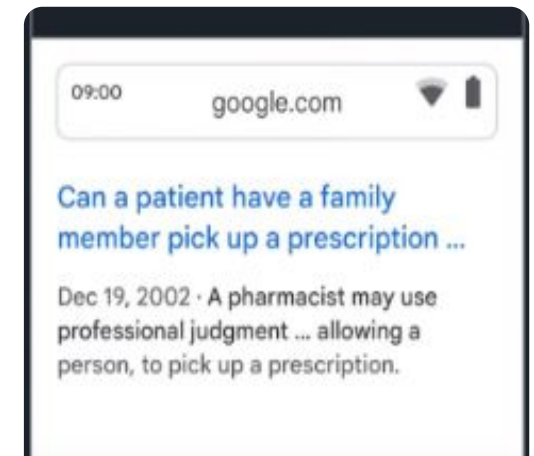 09:00
google.com
Can a patient have a family
member pick up a prescription ...
Dec 19, 2002 · A pharmacist may use
professional judgment ... allowing a
person, to pick up a prescription.